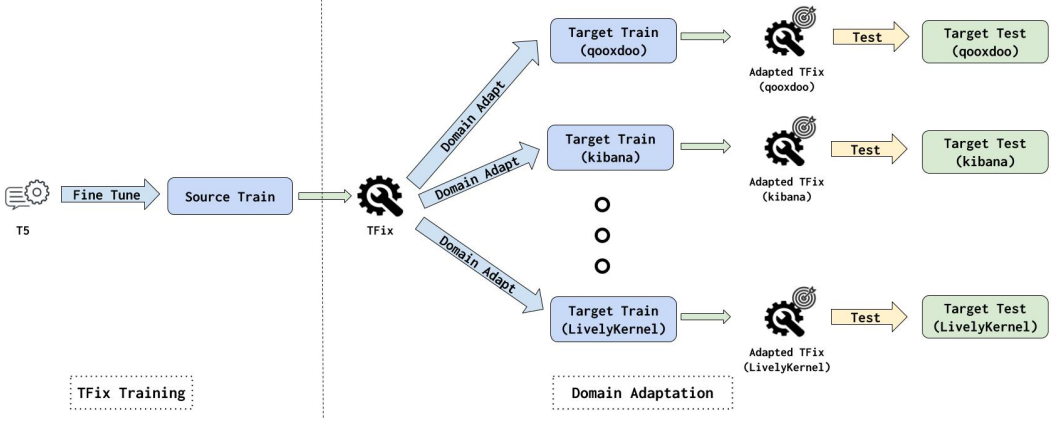 Target Train
(qooxdoo)
Domain Adapt
Adapted TFix
(qooxdoo)
Test
Target Test
(qooxdoo)
Target Train
(kibana)
Domain Adapt
Adapted TFix
(kibana)
Test
Target Test
(kibana)
T5
Fine Tune
Source Train
TFix
Domain Adapt
Target Train
(LivelyKernel)
Adapted TFix
(LivelyKernel)
Test
Target Test
(LivelyKernel)
TFix Training
Domain Adaptation